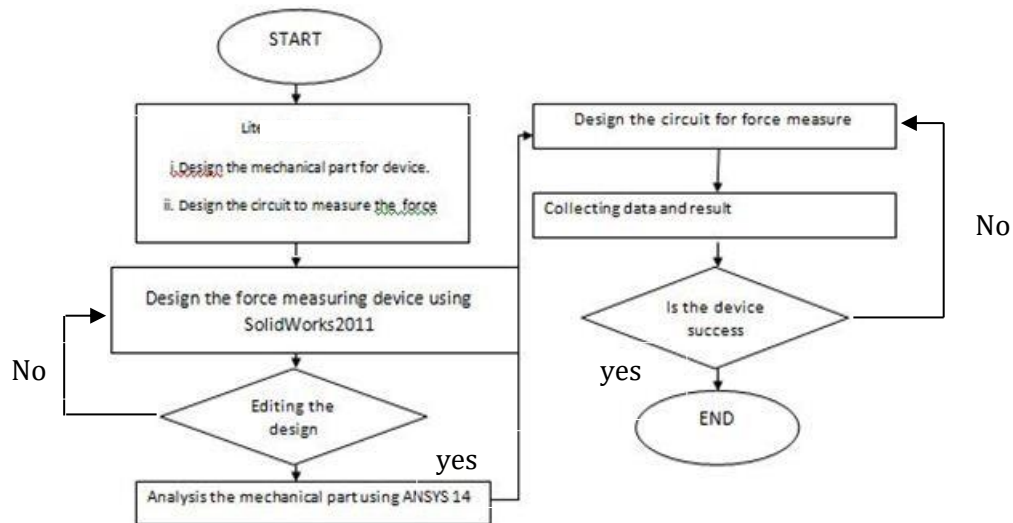 START
i.Design the mechanical part for device.
ii. Design the circuit to measure the force
Design the force measuring device using
SolidWorks2011
No
Editing the
design
yes
Analysis the mechanical part using ANSYS 14
Design the circuit for force measure
Collecting data and result
No
Is the device
success
yes
END